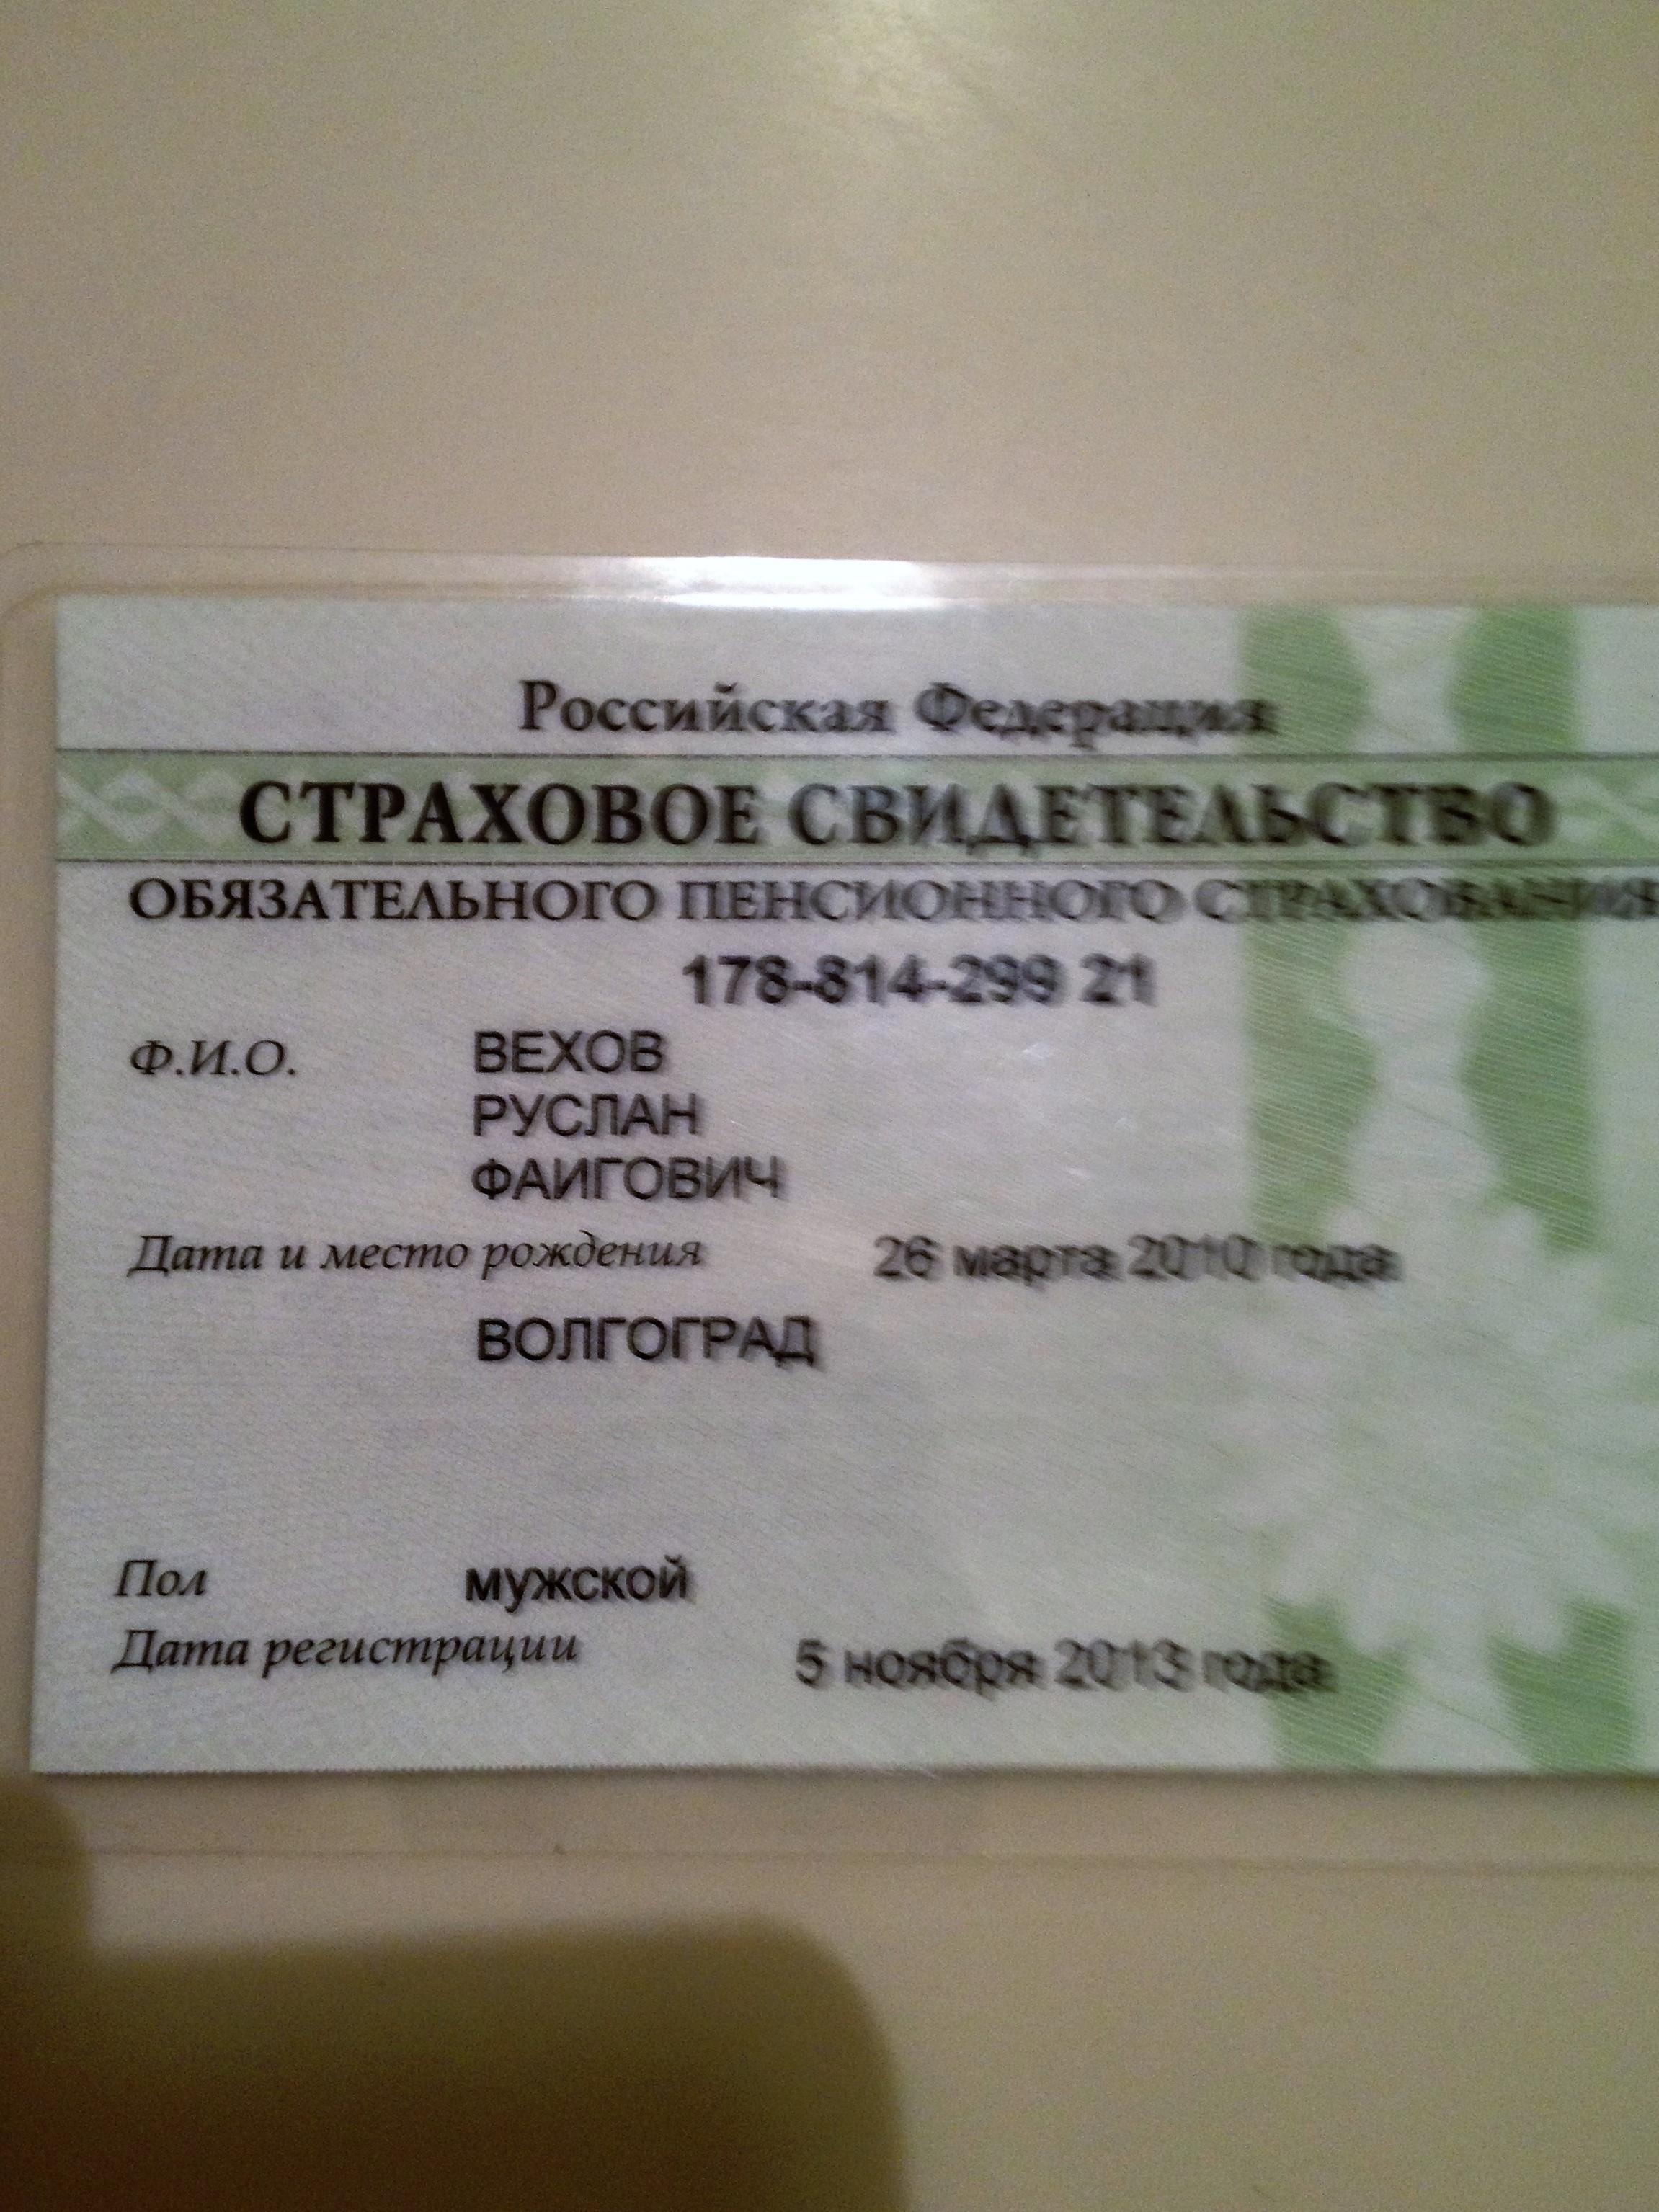 Российская Федерация
СТРАХОВОЕ СВИДЕТЕЛЬСТВО
ОБЯЗАТЕЛЬНОГО ПЕНСИОННОГО СТРАХОВАНИЯ
178-814-299 21
Ф.И.О. ВЕХОВ
РУСЛАН
ФАИГОВИЧ
Дата и место рождения 26 марта 2010 года
ВОЛГОГРАД
Пол мужской
Дата регистрации 5 ноября 2013 года